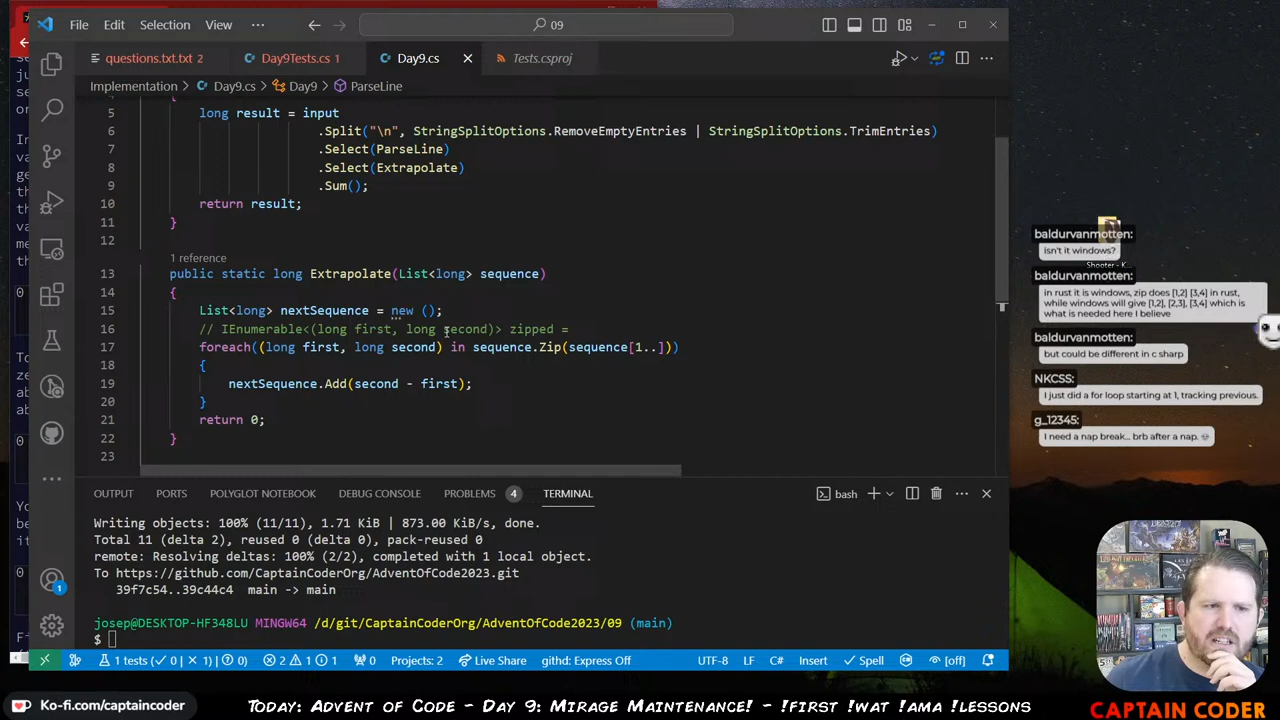 File Edit Selection View ··· 09
questions.txt.txt 2 Day9Tests.cs 1 Day9.cs Tests.csproj
Implementation > Day9.cs > Day9 > ParseLine
5 long result = input
6 .Split("\n", StringSplitOptions.RemoveEmptyEntries | StringSplitOptions.TrimEntries)
7 .Select(ParseLine)
8 .Select(Extrapolate)
9 .Sum();
10 return result;
11 }
12
1 reference
13 public static long Extrapolate(List<long> sequence)
14 {
15 List<long> nextSequence = new ();
16 // IEnumerable<(long first, long second)> zipped =
17 foreach((long first, long second) in sequence.Zip(sequence[1..]))
18 {
19 nextSequence.Add(second - first);
20 }
21 return 0;
22 }
23
OUTPUT PORTS POLYGLOT NOTEBOOK DEBUG CONSOLE PROBLEMS 4 TERMINAL bash
Writing objects: 100% (11/11), 1.71 KiB | 873.00 KiB/s, done.
Total 11 (delta 2), reused 0 (delta 0), pack-reused 0
remote: Resolving deltas: 100% (2/2), completed with 1 local object.
To https://github.com/CaptainCoderOrg/AdventOfCode2023.git
39f7c54..39c44c4 main -> main
josep@DESKTOP-HF348LU MINGW64 /d/git/CaptainCoderOrg/AdventOfCode2023/09 (main)
$
1 tests (✓ 0 | × 1) | 0) 2 1 1 0 Projects: 2 Live Share githd: Express Off UTF-8 LF C# Insert Spell [off]
baldurvanmotten:
isn't it windows?
Shooter - K...
baldurvanmotten:
in rust it is windows, zip does [1,2] [3,4] in rust,
while windows will give [1,2], [2,3], [3,4] which is
what is needed here I believe
baldurvanmotten:
but could be different in c sharp
NKCSS:
I just did a for loop starting at 1, tracking previous.
g_12345:
I need a nap break... brb after a nap.
Ko-fi.com/captaincoder
Today: Advent of Code - Day 9: Mirage Maintenance! - !first !wat !ama !lessons
CAPTAIN CODER